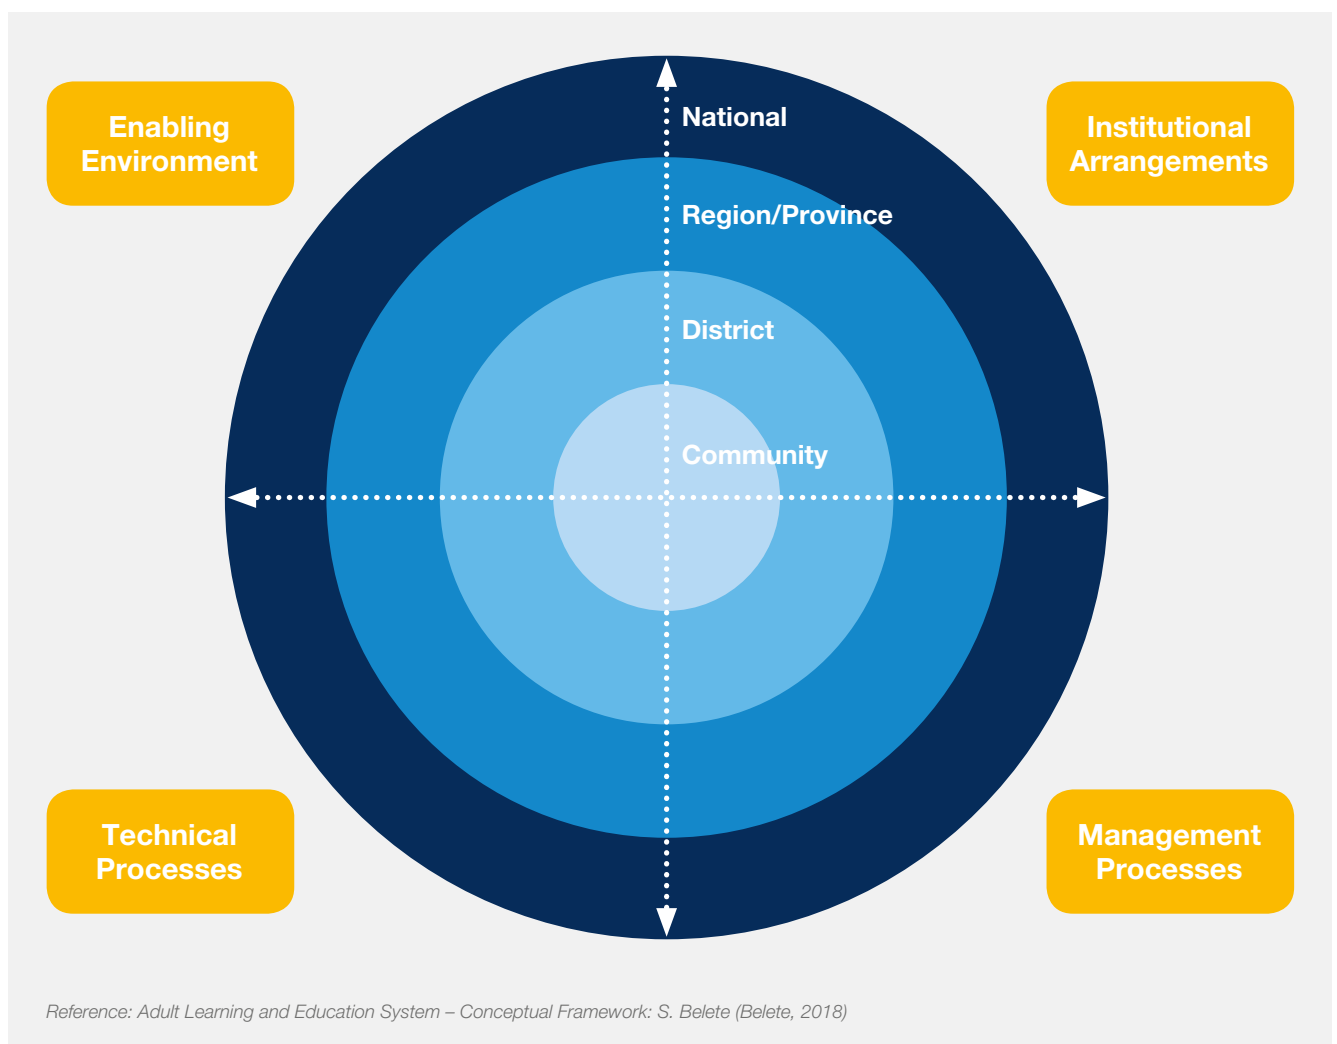 Enabling
Environment
Institutional
Arrangements
National
Region/Province
District
Community
Technical
Processes
Management
Processes
Reference: Adult Learning and Education System – Conceptual Framework: S. Belete (Belete, 2018)